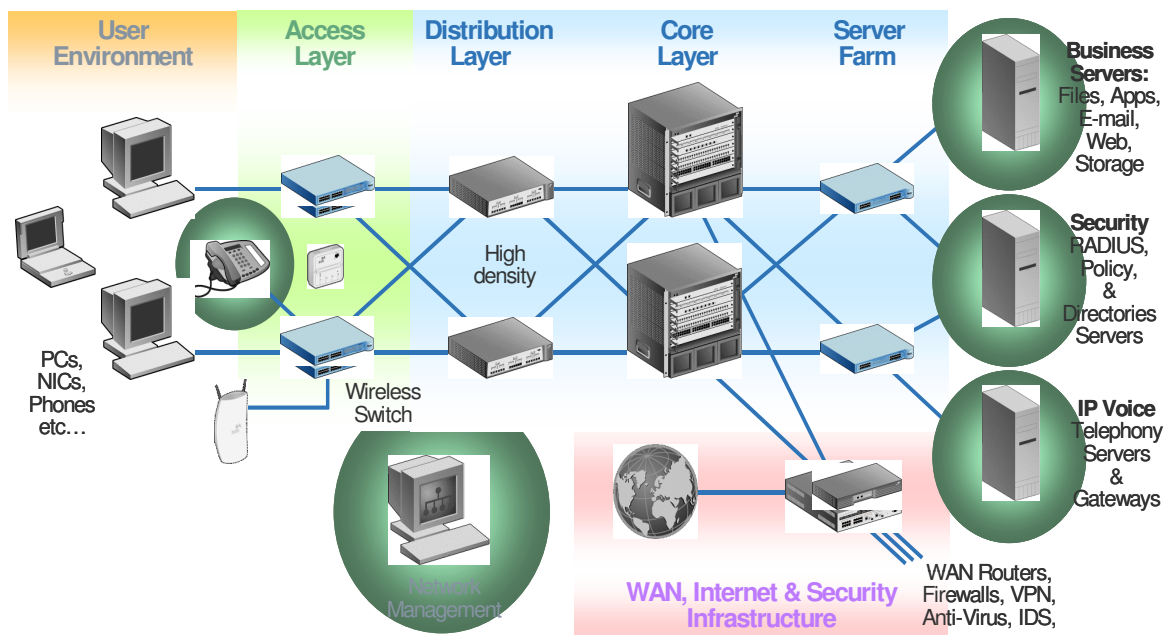 User
Environment
Access
Layer
Distribution
Layer
Core
Layer
Server
Farm
Business
Servers:
Files, Apps,
E-mail,
Web,
Storage
High
density
Security
RADIUS,
Policy,
&
Directories
Servers
PCs,
NICs,
Phones
etc…
Wireless
Switch
IP Voice
Telephony
Servers
&
Gateways
Network
Management
WAN, Internet & Security
Infrastructure
WAN Routers,
Firewalls, VPN,
Anti-Virus, IDS,